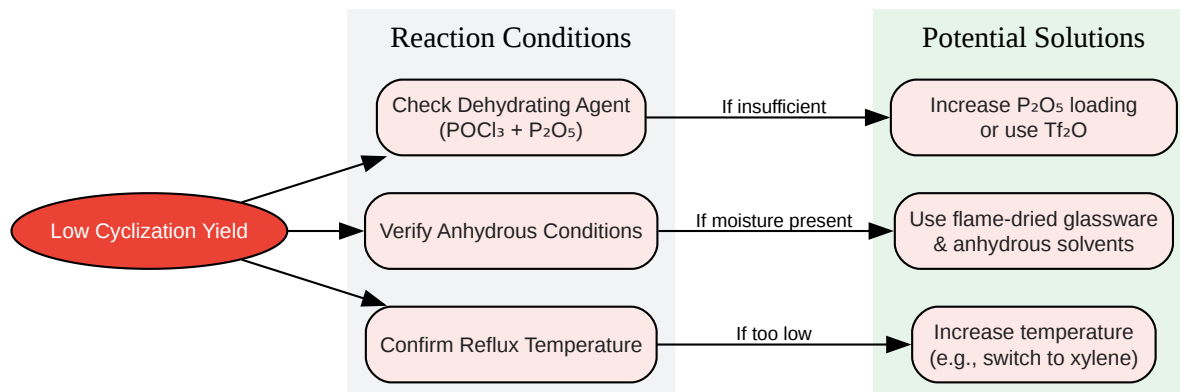 Reaction Conditions
Potential Solutions
Check Dehydrating Agent
(POCl₃ + P₂O₅)
If insufficient
Increase P₂O₅ loading
or use Tf₂O
Low Cyclization Yield
Verify Anhydrous Conditions
If moisture present
Use flame-dried glassware
& anhydrous solvents
Confirm Reflux Temperature
If too low
Increase temperature
(e.g., switch to xylene)